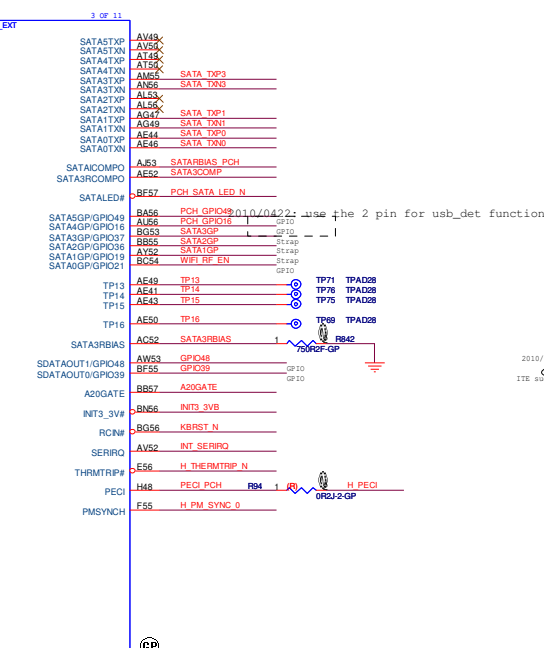 3 OF 11
_EXT
SATA5TXP AV49
SATA5TXN AV50
SATA4TXP AT49
SATA4TXN AT50
SATA3TXP AM55 SATA_TXP3
SATA3TXN AN56 SATA_TXN3
SATA2TXP AL53
SATA2TXN AL56
SATA1TXP AG47 SATA_TXP1
SATA1TXN AG49 SATA_TXN1
SATA0TXP AE44 SATA_TXP0
SATA0TXN AE46 SATA_TXN0
SATAICOMPO AJ53 SATARBIAS_PCH
SATA3RCOMPO AE52 SATA3COMP
SATALED# BF57 PCH_SATA_LED_N
2010/0422: use the 2 pin for usb_det function
SATA5GP/GPIO49 BA56 PCH_GPIO49 GPIO
SATA4GP/GPIO16 AU56 PCH_GPIO16 GPIO
SATA3GP/GPIO37 BG53 SATA3GP Strap
SATA2GP/GPIO36 BB55 SATA2GP Strap
SATA1GP/GPIO19 AY52 SATA1GP Strap
SATA0GP/GPIO21 BC54 WIFI_RF_EN GPIO
TP13 AE49 TP13 TP71 TPAD28
TP14 AE41 TP14 TP76 TPAD28
TP15 AE43 TP15 TP75 TPAD28
TP16 AE50 TP16 TP69 TPAD28
SATA3RBIAS AC52 SATA3RBIAS 1 2 R842
750R2F-GP
SDATAOUT1/GPIO48 AW53 GPIO48 GPIO
SDATAOUT0/GPIO39 BF55 GPIO39 GPIO
2010/
ITE su
A20GATE BB57 A20GATE
INIT3_3V# BN56 INIT3_3VB
RCIN# BG56 KBRST_N
SERIRQ AV52 INT_SERIRQ
THRMTRIP# E56 H_THERMTRIP_N
PECI H48 PECI_PCH R94 1 (R) 2 H_PECI
0R2J-2-GP
PMSYNCH F55 H_PM_SYNC_0
GP